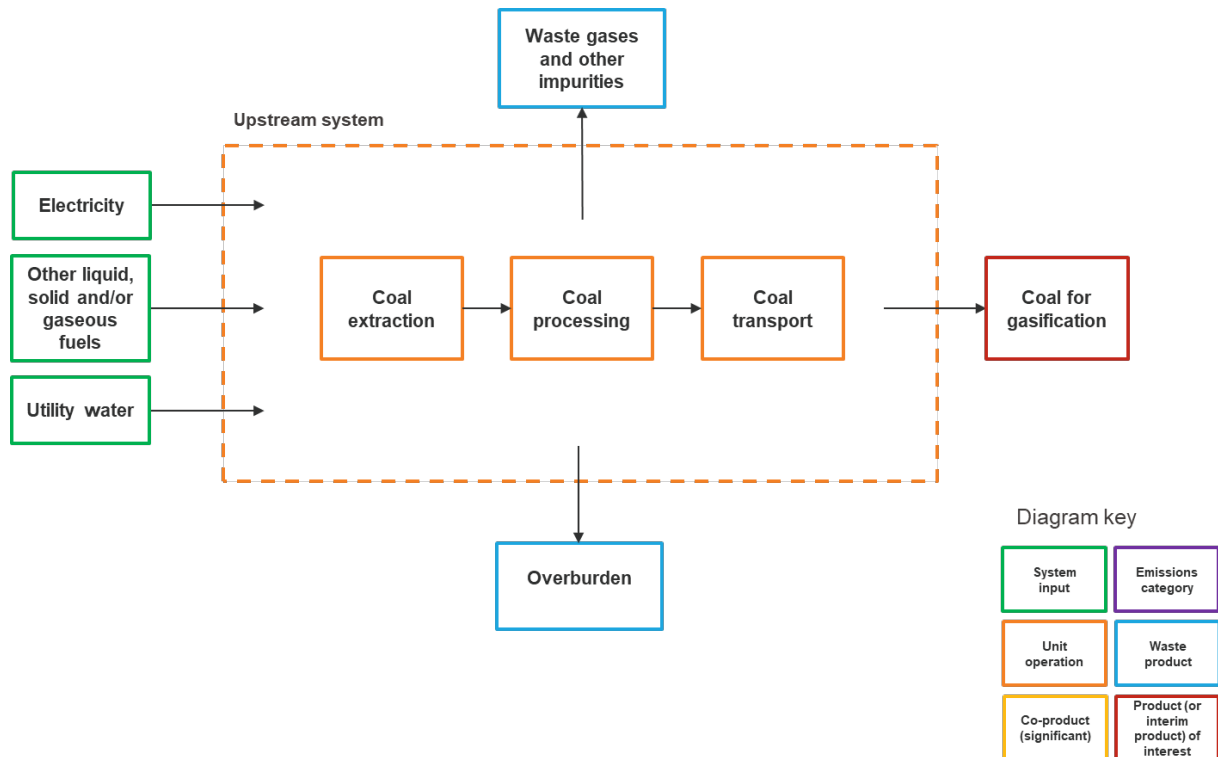 Waste gases
and other
impurities
Upstream system
Electricity
Other liquid,
solid and/or
gaseous
fuels
Utility water
Coal
extraction
Coal
processing
Coal
transport
Coal for
gasification
Overburden
Diagram key
System
input
Emissions
category
Unit
operation
Waste
product
Co-product
(significant)
Product (or
interim
product) of
interest